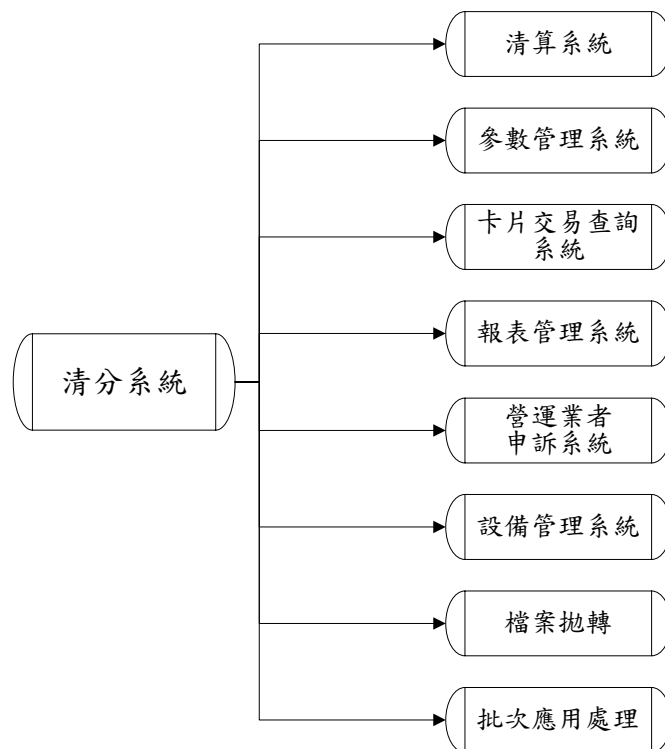 清算系統
參數管理系統
卡片交易查詢
系統
報表管理系統
清分系統
營運業者
申訴系統
設備管理系統
檔案拋轉
批次應用處理